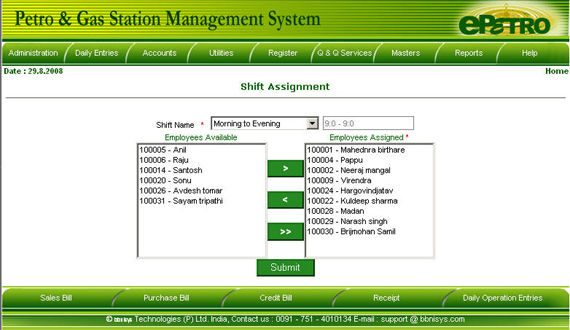 Petro & Gas Station Management System
ePetro
Administration Daily Entries Accounts Utilities Register Q & Q Services Masters Reports Help
Date : 29.8.2008 Home
Shift Assignment
Shift Name * Morning to Evening 9:0 - 9:0
Employees Available Employees Assigned *
100005 - Anil
100006 - Raju
100014 - Santosh
100020 - Sonu
100026 - Avdesh tomar
100031 - Sayam tripathi
>
<
>>
100001 - Mahednra birthare
100004 - Pappu
100002 - Neeraj mangal
100009 - Virendra
100024 - Hargovindjatav
100022 - Kuldeep sharma
100028 - Madan
100029 - Narash singh
100030 - Brijmohan Samil
Submit
Sales Bill Purchase Bill Credit Bill Receipt Daily Operation Entries
© bbnisys Technologies (P) Ltd. India, Contact us : 0091 - 751 - 4010134 E-mail : support @ bbnisys.com